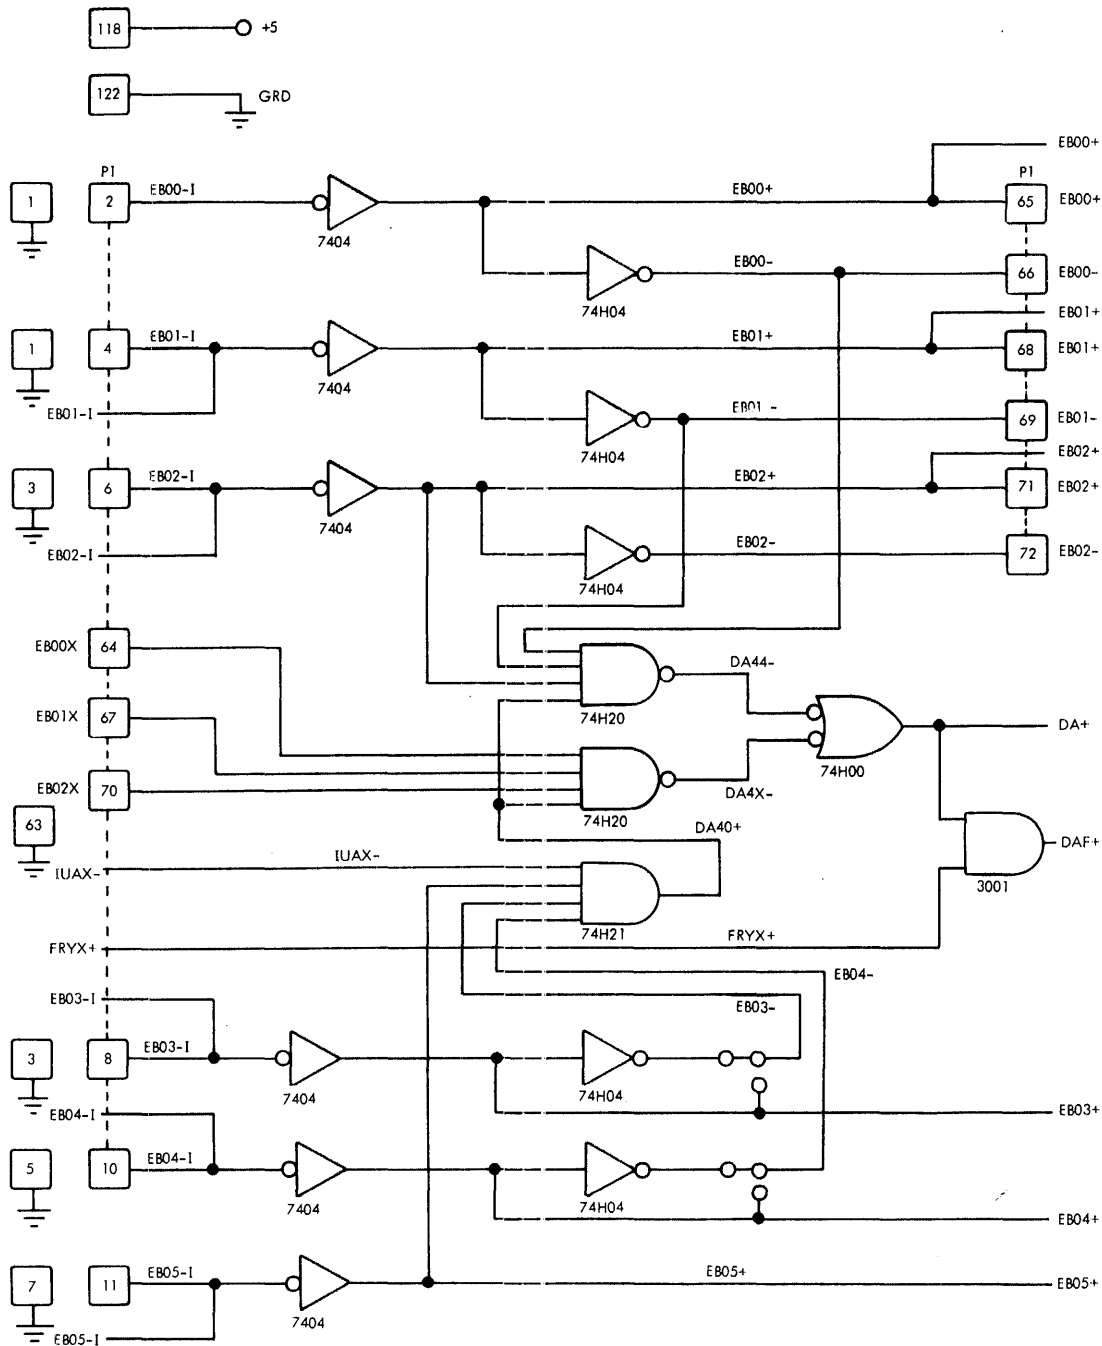 118 +5
122 GRD
EB00+
P1 P1
1 2 EB00-I EB00+ 65 EB00+
7404
EB00- 66 EB00-
74H04
EB01+
1 4 EB01-I EB01+ 68 EB01+
7404
EB01-I EB01- 69 EB01-
74H04
EB02+
3 6 EB02-I EB02+ 71 EB02+
7404
EB02-I EB02- 72 EB02-
74H04
EB00X 64
DA44-
EB01X 67 74H20 DA+
74H00
EB02X 70 DA4X-
63 74H20 DA40+
IUAX- IUAX- DAF+
3001
74H21
FRYX+ FRYX+
EB04-
EB03-I EB03-
3 8 EB03-I
7404 74H04
EB04-I EB03+
5 10 EB04-I
7404 74H04
EB04+
7 11 EB05-I EB05+ EB05+
7404
EB05-I